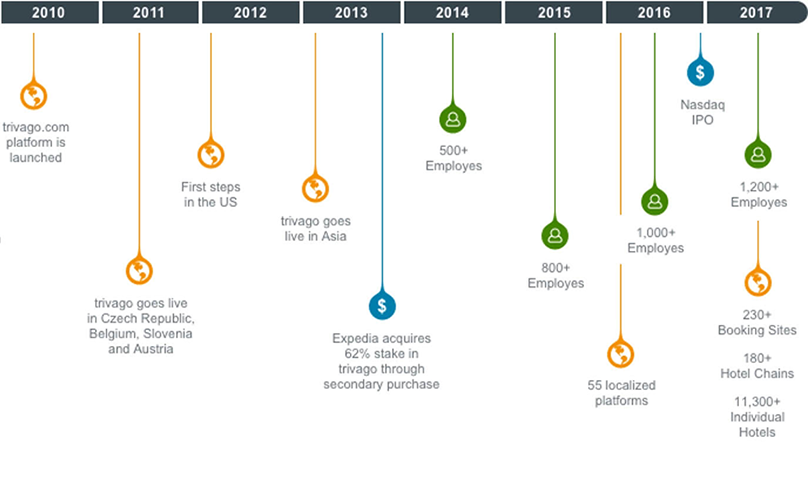 2010
2011
2012
2013
2014
2015
2016
2017
trivago.com
platform is
launched
trivago goes live
in Czech Republic,
Belgium, Slovenia
and Austria
First steps
in the US
trivago goes
live in Asia
$
Expedia acquires
62% stake in
trivago through
secondary purchase
500+
Employes
800+
Employes
55 localized
platforms
1,000+
Employes
$
Nasdaq
IPO
1,200+
Employes
230+
Booking Sites
180+
Hotel Chains
11,300+
Individual
Hotels